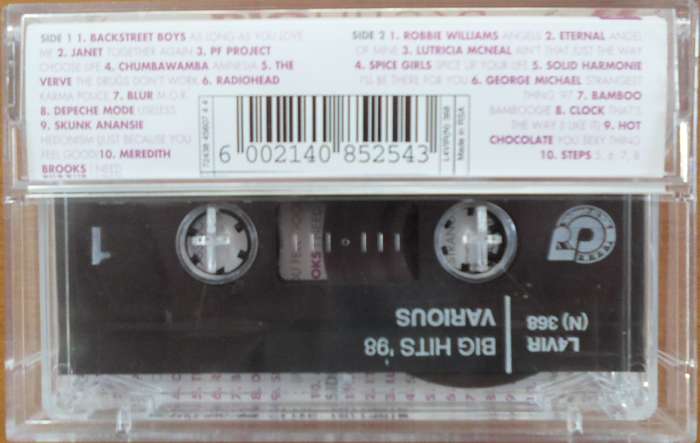 SIDE 1 1. BACKSTREET BOYS AS LONG AS YOU LOVE
ME 2. JANET TOGETHER AGAIN 3. PF PROJECT
CHOOSE LIFE 4. CHUMBAWAMBA AMNESIA 5. THE
VERVE THE DRUGS DON'T WORK 6. RADIOHEAD
KARMA POLICE 7. BLUR M.O.R.
8. DEPECHE MODE USELESS
9. SKUNK ANANSIE
HEDONISM (JUST BECAUSE YOU
FEEL GOOD) 10. MEREDITH
BROOKS I NEED
SIDE 2 1. ROBBIE WILLIAMS ANGELS 2. ETERNAL ANGEL
OF MINE 3. LUTRICIA MCNEAL AIN'T THAT JUST THE WAY
4. SPICE GIRLS SPICE UP YOUR LIFE 5. SOLID HARMONIE
I'LL BE THERE FOR YOU 6. GEORGE MICHAEL STRANGEST
THING '97 7. BAMBOO
BAMBOOGIE 8. CLOCK THAT'S
THE WAY (I LIKE IT) 9. HOT
CHOCOLATE YOU SEXY THING
10. STEPS 5, 6, 7, 8
72438 45607 4 4
L4VIR(N) 368
Made in RSA
6 002140 852543
1
BIG HITS '98
VARIOUS
L4VIR
(N) 368